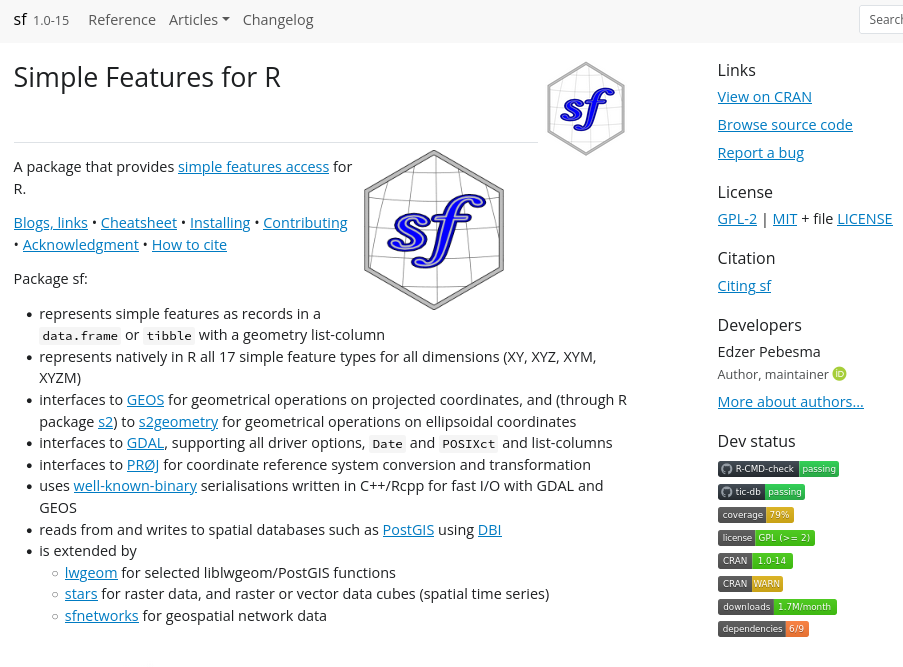 sf 1.0-15 Reference Articles Changelog Search
Simple Features for R
sf
A package that provides simple features access for
R.
sf
Blogs, links • Cheatsheet • Installing • Contributing
• Acknowledgment • How to cite
Package sf:
• represents simple features as records in a
data.frame or tibble with a geometry list-column
• represents natively in R all 17 simple feature types for all dimensions (XY, XYZ, XYM,
XYZM)
• interfaces to GEOS for geometrical operations on projected coordinates, and (through R
package s2) to s2geometry for geometrical operations on ellipsoidal coordinates
• interfaces to GDAL, supporting all driver options, Date and POSIXct and list-columns
• interfaces to PRØJ for coordinate reference system conversion and transformation
• uses well-known-binary serialisations written in C++/Rcpp for fast I/O with GDAL and
GEOS
• reads from and writes to spatial databases such as PostGIS using DBI
• is extended by
○ lwgeom for selected liblwgeom/PostGIS functions
○ stars for raster data, and raster or vector data cubes (spatial time series)
○ sfnetworks for geospatial network data
Links
View on CRAN
Browse source code
Report a bug
License
GPL-2 | MIT + file LICENSE
Citation
Citing sf
Developers
Edzer Pebesma
Author, maintainer iD
More about authors...
Dev status
R-CMD-check passing
tic-db passing
coverage 79%
license GPL (>= 2)
CRAN 1.0-14
CRAN WARN
downloads 1.7M/month
dependencies 6/9